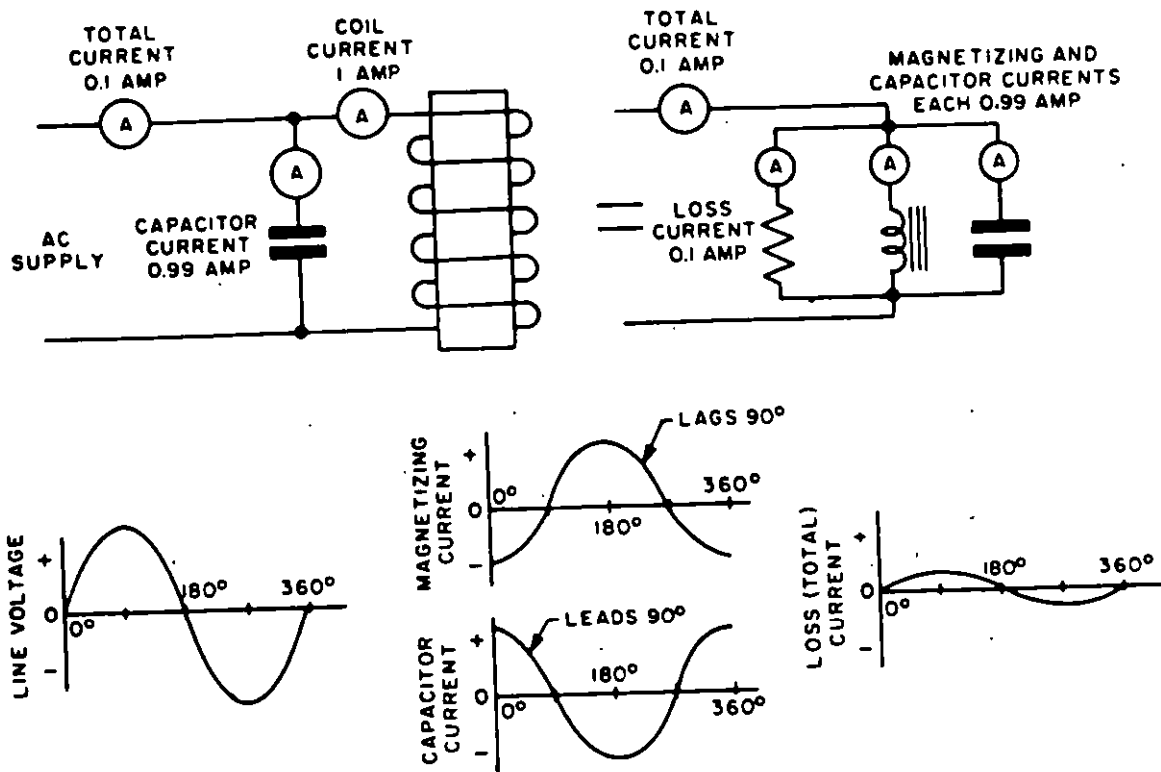 TOTAL
CURRENT
0.1 AMP
COIL
CURRENT
1 AMP
A
A
A
CAPACITOR
CURRENT
0.99 AMP
AC
SUPPLY
TOTAL
CURRENT
0.1 AMP
MAGNETIZING AND
CAPACITOR CURRENTS
EACH 0.99 AMP
A
A
A
A
LOSS
CURRENT
0.1 AMP
LINE VOLTAGE
+
0
-
0°
180°
360°
MAGNETIZING
CURRENT
+
0
-
0°
180°
360°
LAGS 90°
CAPACITOR
CURRENT
+
0
-
0°
180°
360°
LEADS 90°
LOSS (TOTAL)
CURRENT
+
0
-
0°
180°
360°